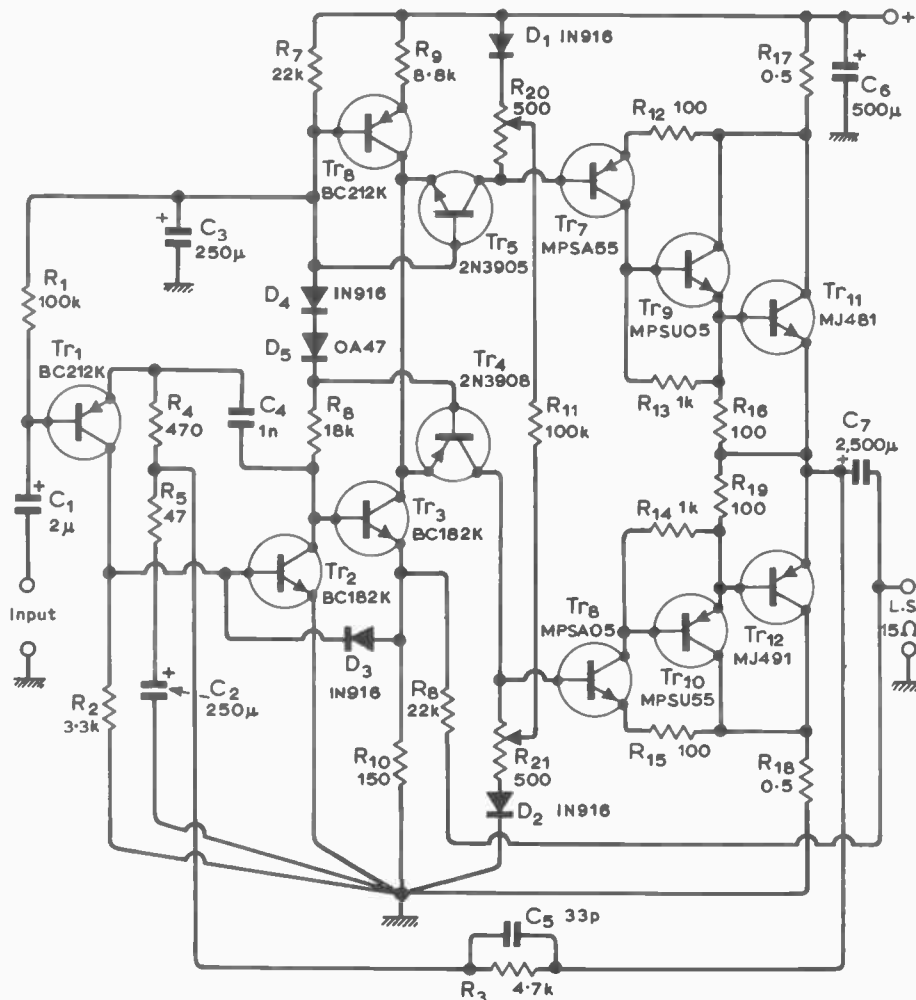 D1 IN916
+
R7
22k
R9
8·8k
R17
0·5
+
C6
500µ
R20
500
R12 100
Tr8
BC212K
Tr7
MPSA55
+
C3
250µ
Tr5
2N3905
R1
100k
D4
IN916
Tr9
MPSU05
Tr11
MJ481
D5
OA47
Tr1
BC212K
Tr4
2N3908
R4
470
C4
1n
R8
18k
R11
100k
R13 1k
R16
100
C7
2,500µ
+
R5
47
+
C1
2µ
Tr3
BC182K
R14 1k
R19
100
Tr2
BC182K
Input
Tr8
MPSA05
L.S
15Ω
D3
IN916
Tr10
MPSU55
Tr12
MJ491
R2
3·3k
+
C2
250µ
R8
22k
R10
150
R21
500
R15 100
R18
0·5
D2 IN916
C5 33p
R3 4·7k